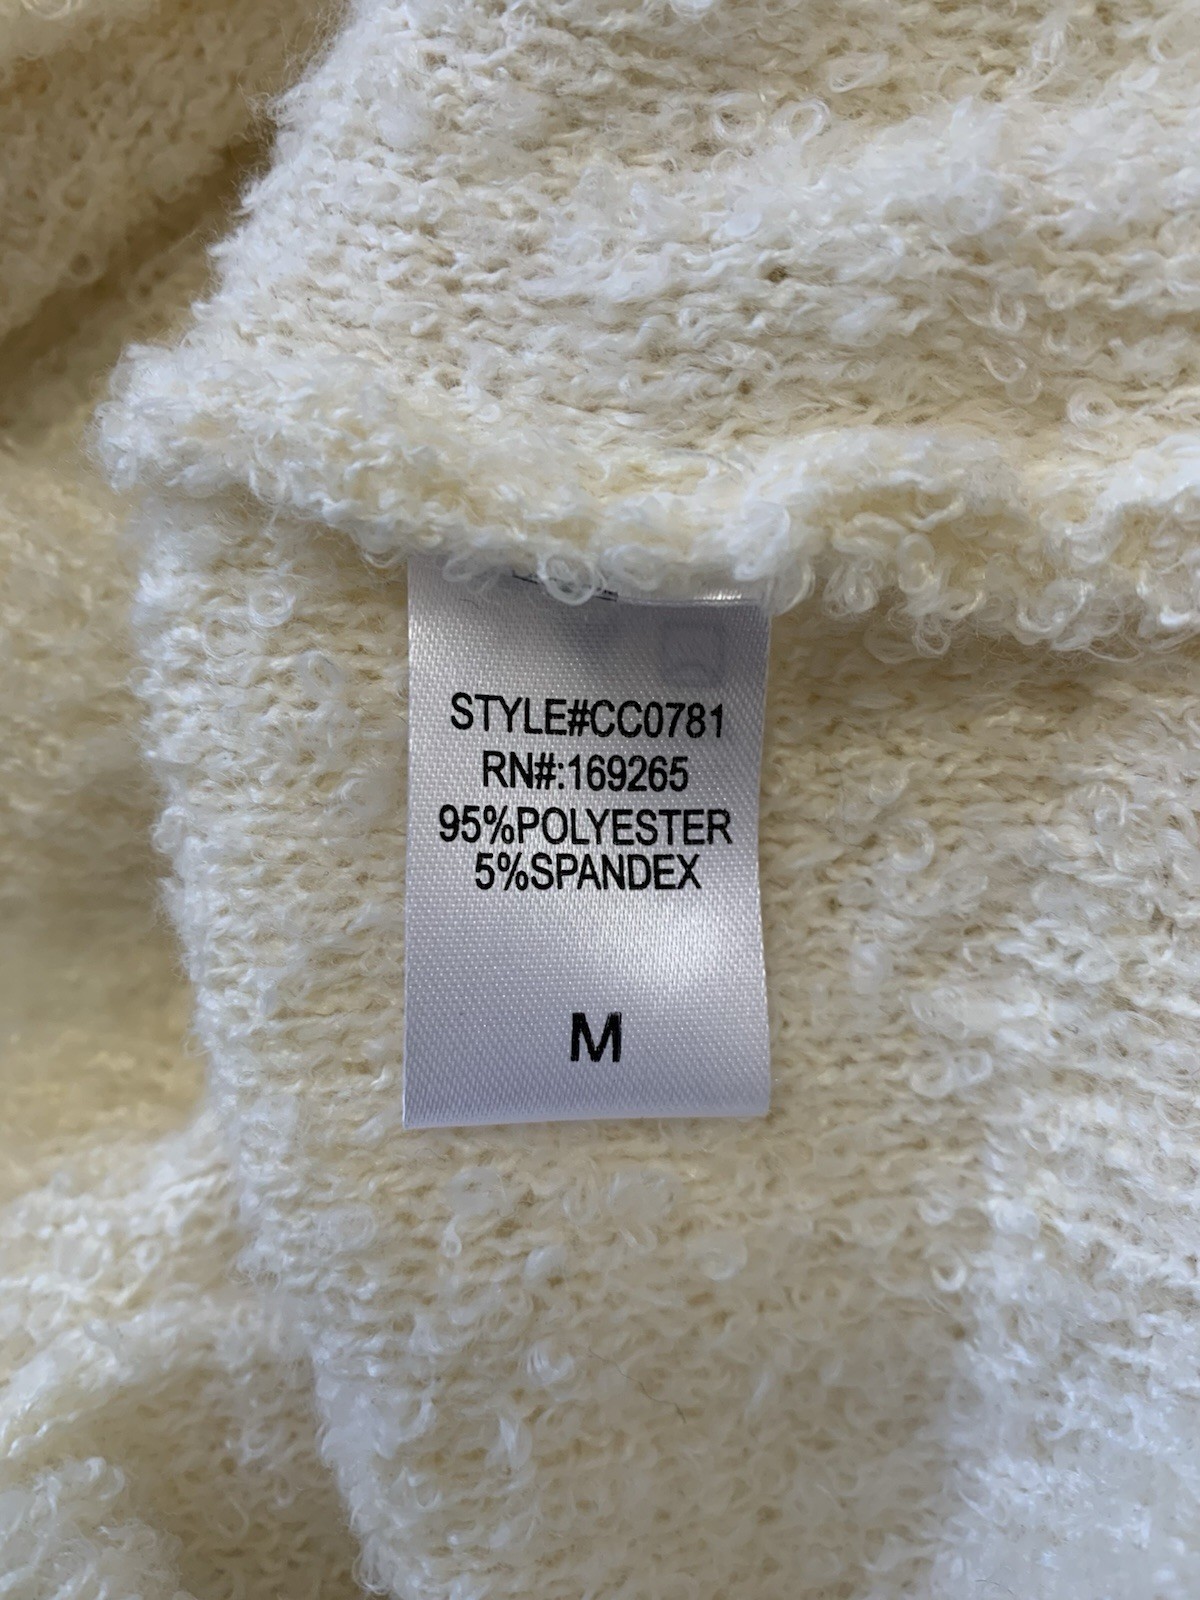 STYLE#CC0781
RN#:169265
95%POLYESTER
5%SPANDEX
M